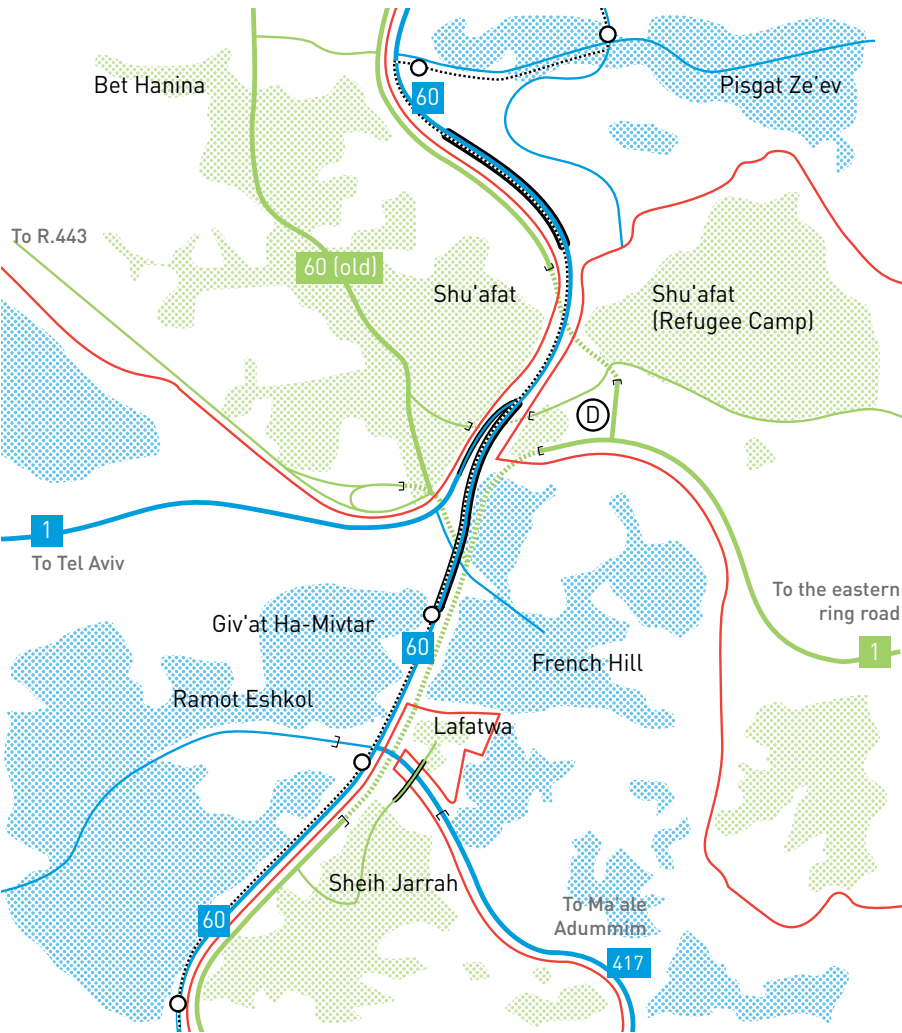 Bet Hanina
60
Pisgat Ze'ev
To R.443
60 (old)
Shu'afat
Shu'afat
(Refugee Camp)
D
1
To Tel Aviv
To the eastern
ring road
1
Giv'at Ha-Mivtar
60
French Hill
Ramot Eshkol
Lafatwa
Sheih Jarrah
60
To Ma'ale
Adummim
417